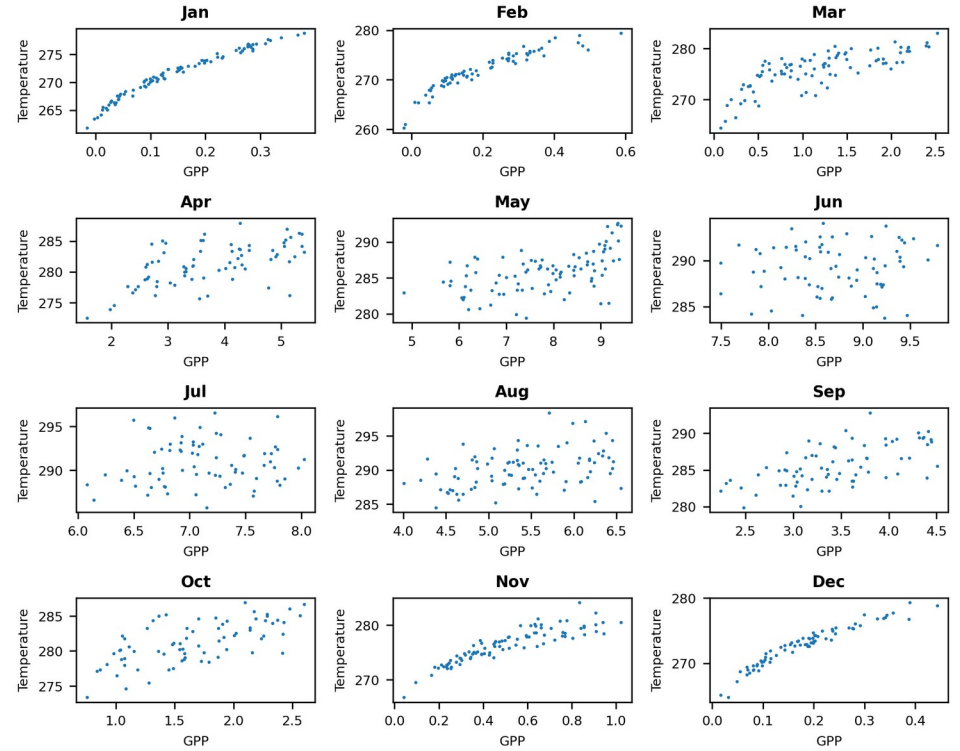 Jan Feb Mar
Temperature 275 270 265 Temperature 280 270 260 Temperature 280 270
0.0 0.1 0.2 0.3 0.0 0.2 0.4 0.6 0.0 0.5 1.0 1.5 2.0 2.5
GPP GPP GPP
Apr May Jun
Temperature 285 280 275 Temperature 290 285 280 Temperature 290 285
2 3 4 5 5 6 7 8 9 7.5 8.0 8.5 9.0 9.5
GPP GPP GPP
Jul Aug Sep
Temperature 295 290 Temperature 295 290 285 Temperature 290 285 280
6.0 6.5 7.0 7.5 8.0 4.0 4.5 5.0 5.5 6.0 6.5 2.5 3.0 3.5 4.0 4.5
GPP GPP GPP
Oct Nov Dec
Temperature 285 280 275 Temperature 280 270 Temperature 280 270
1.0 1.5 2.0 2.5 0.0 0.2 0.4 0.6 0.8 1.0 0.0 0.1 0.2 0.3 0.4
GPP GPP GPP